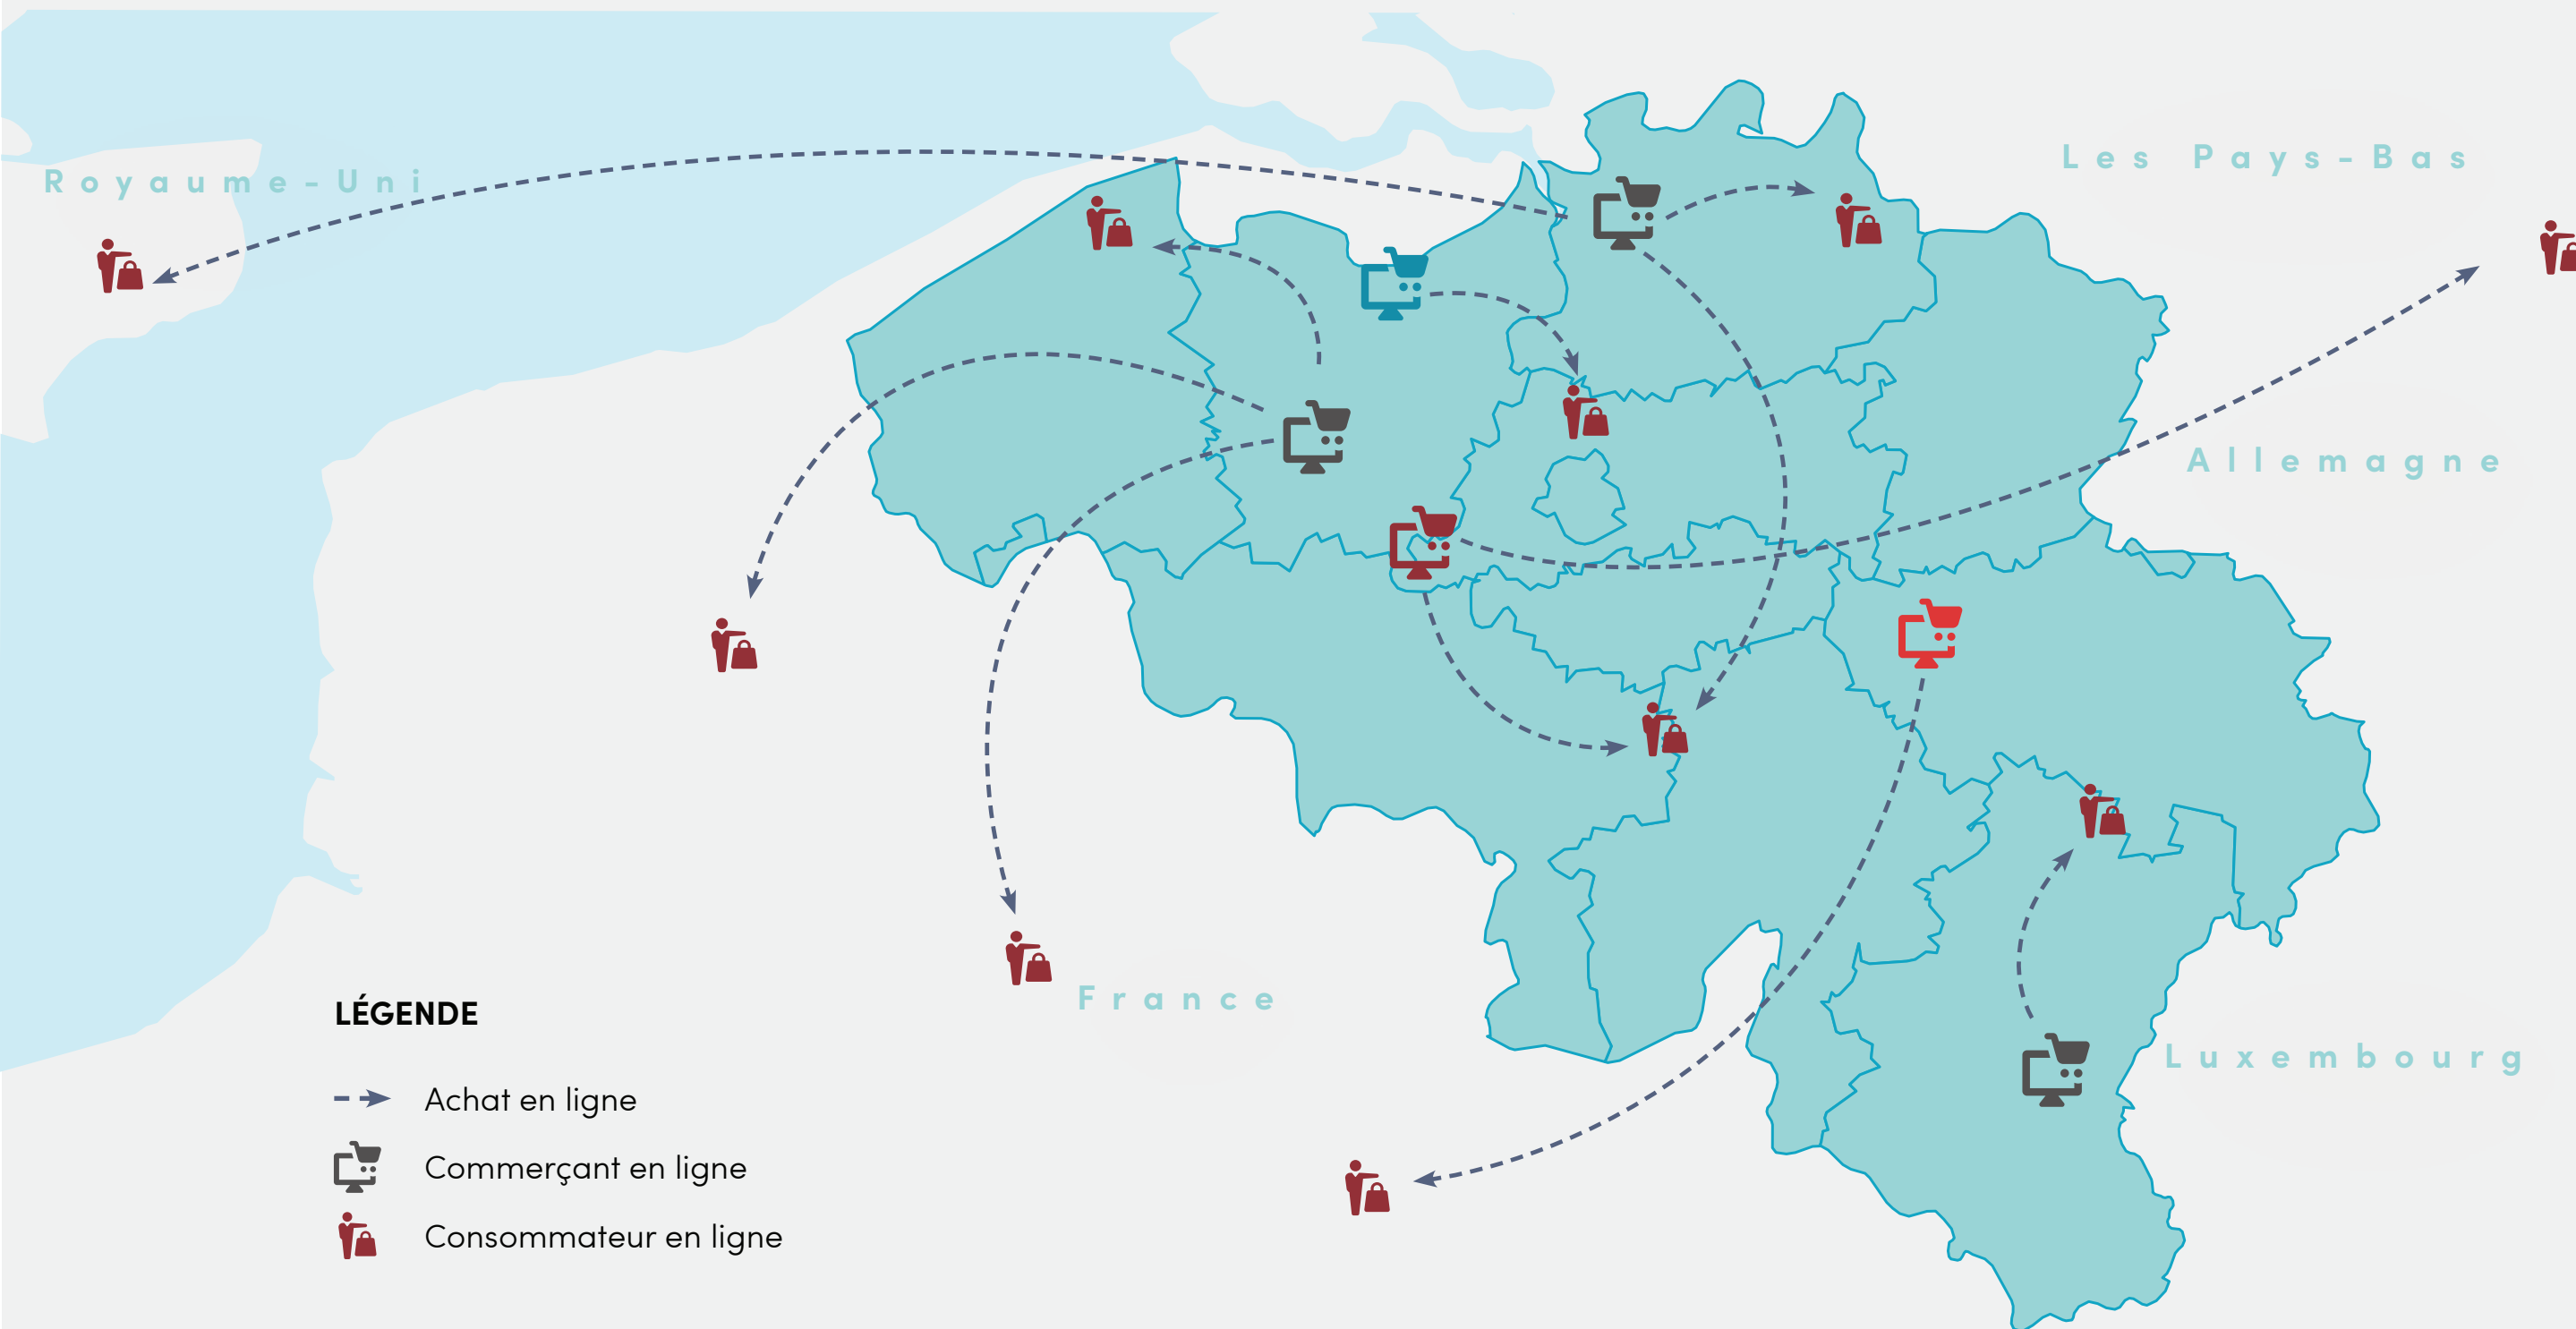 Les Pays-Bas
Royaume-Uni
Allemagne
France
Luxembourg
LÉGENDE
Achat en ligne
Commerçant en ligne
Consommateur en ligne